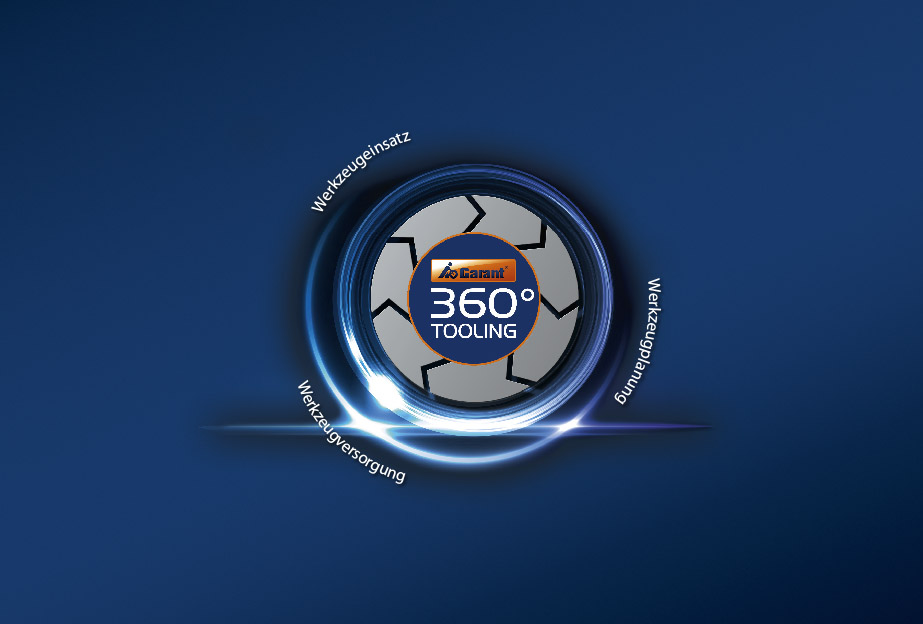 Werkzeugeinsatz
Garant®
360°
TOOLING
Werkzeugplanung
Werkzeugversorgung